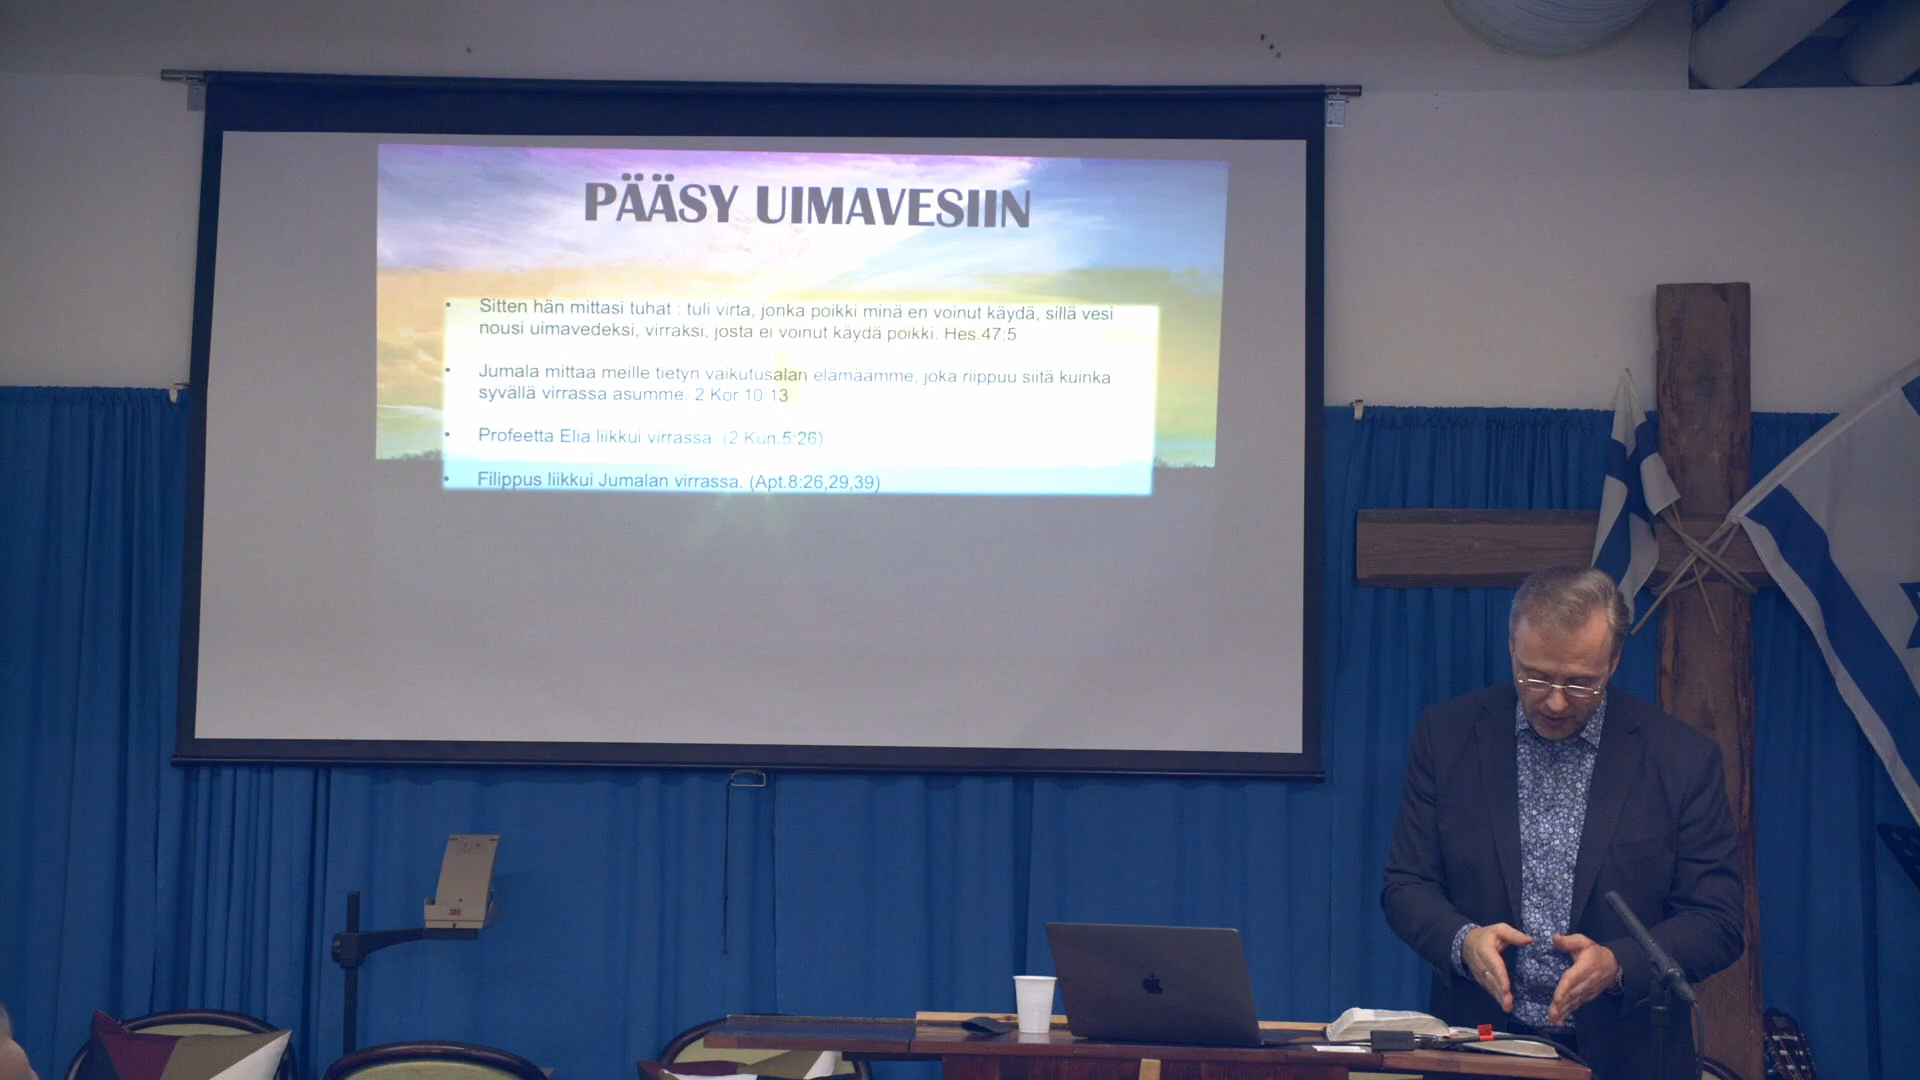 PÄÄSY UIMAVESIIN
• Sitten hän mittasi tuhat : tuli virta, jonka poikki minä en voinut käydä, sillä vesi
nousi uimavedeksi, virraksi, josta ei voinut käydä poikki. Hes.47:5
• Jumala mittaa meille tietyn vaikutusalan elämäämme, joka riippuu siitä kuinka
syvällä virrassa asumme. 2 Kor.10:13
• Profeetta Elia liikkui virrassa. (2 Kun.5:26)
• Filippus liikkui Jumalan virrassa. (Apt.8:26,29,39)
3M